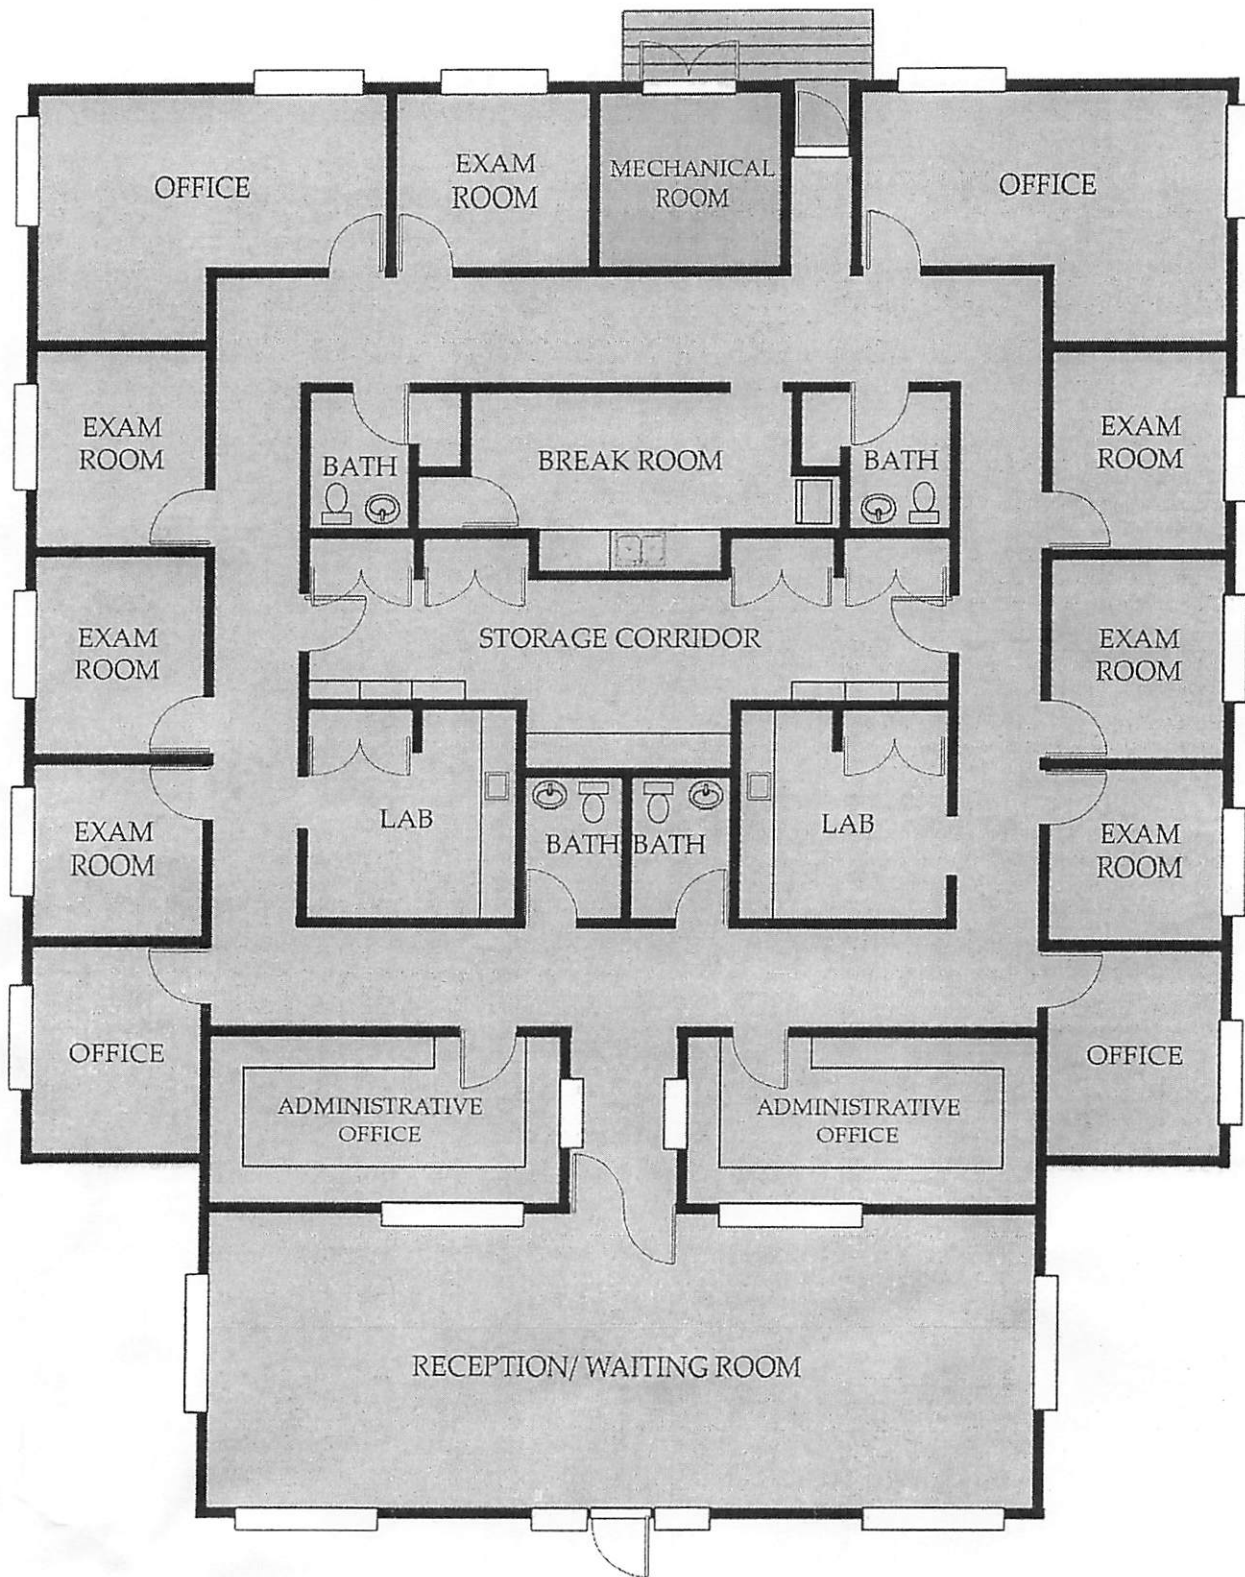 OFFICE
EXAM
ROOM
MECHANICAL
ROOM
OFFICE
EXAM
ROOM
BATH
BREAK ROOM
BATH
EXAM
ROOM
EXAM
ROOM
STORAGE CORRIDOR
EXAM
ROOM
EXAM
ROOM
LAB
BATH
BATH
LAB
EXAM
ROOM
OFFICE
ADMINISTRATIVE
OFFICE
ADMINISTRATIVE
OFFICE
OFFICE
RECEPTION/ WAITING ROOM